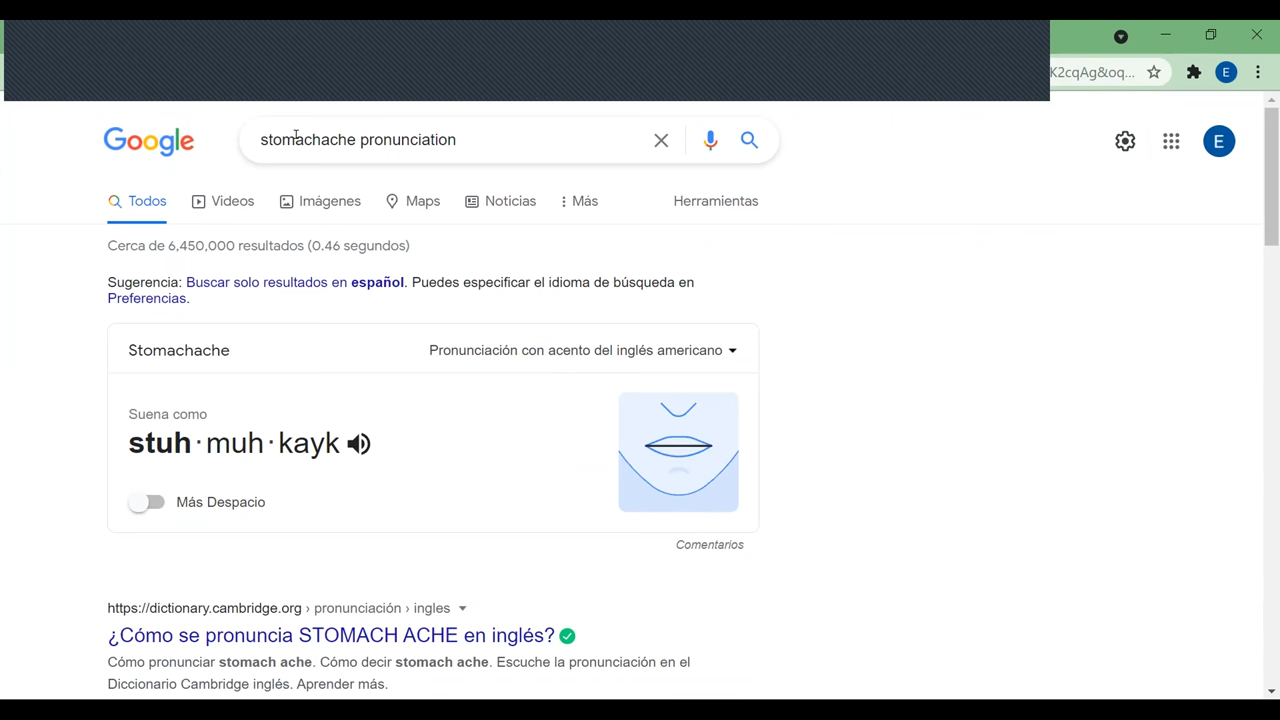 K2cqAg&oq...
E
Google
stomachache pronunciation
E
Todos
Videos
Imágenes
Maps
Noticias
Más
Herramientas
Cerca de 6,450,000 resultados (0.46 segundos)
Sugerencia: Buscar solo resultados en español. Puedes especificar el idioma de búsqueda en
Preferencias.
Stomachache
Pronunciación con acento del inglés americano
Suena como
stuh·muh·kayk
Más Despacio
Comentarios
https://dictionary.cambridge.org › pronunciación › ingles
¿Cómo se pronuncia STOMACH ACHE en inglés?
Cómo pronunciar stomach ache. Cómo decir stomach ache. Escuche la pronunciación en el
Diccionario Cambridge inglés. Aprender más.